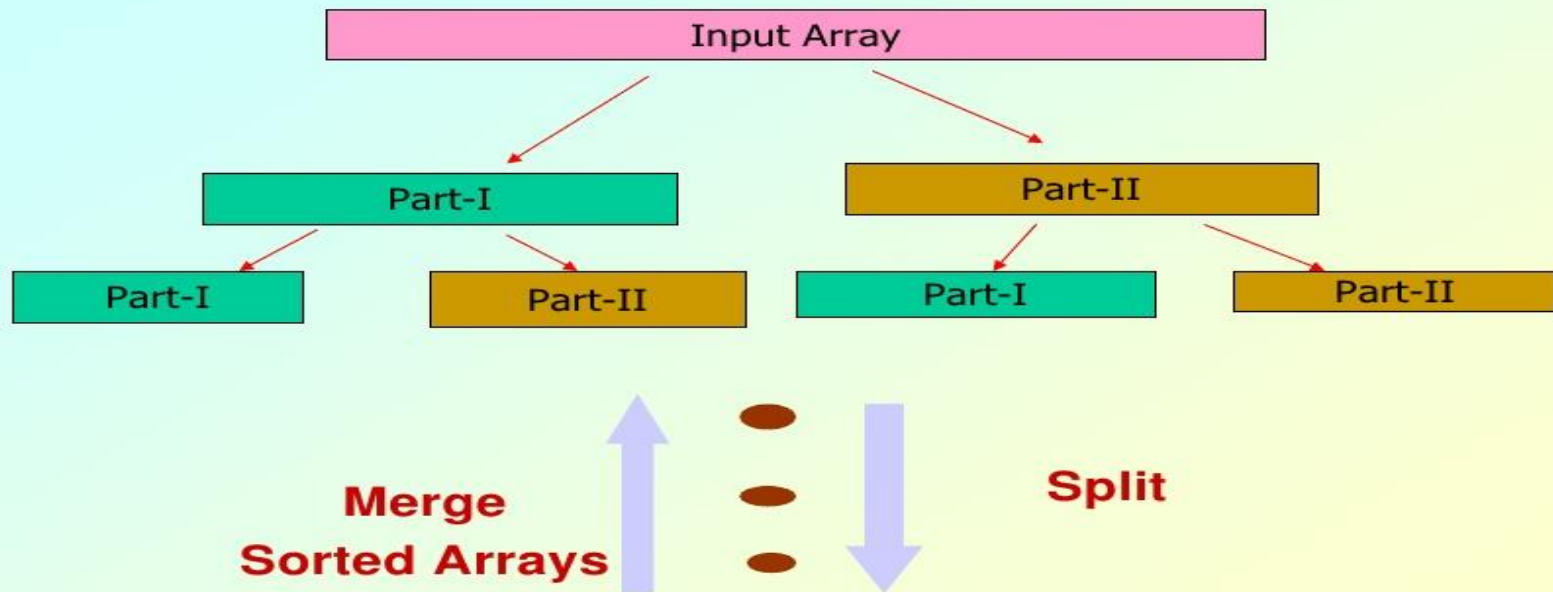 Input Array
Part-I
Part-II
Part-I
Part-II
Part-I
Part-II
Merge
Sorted Arrays
Split